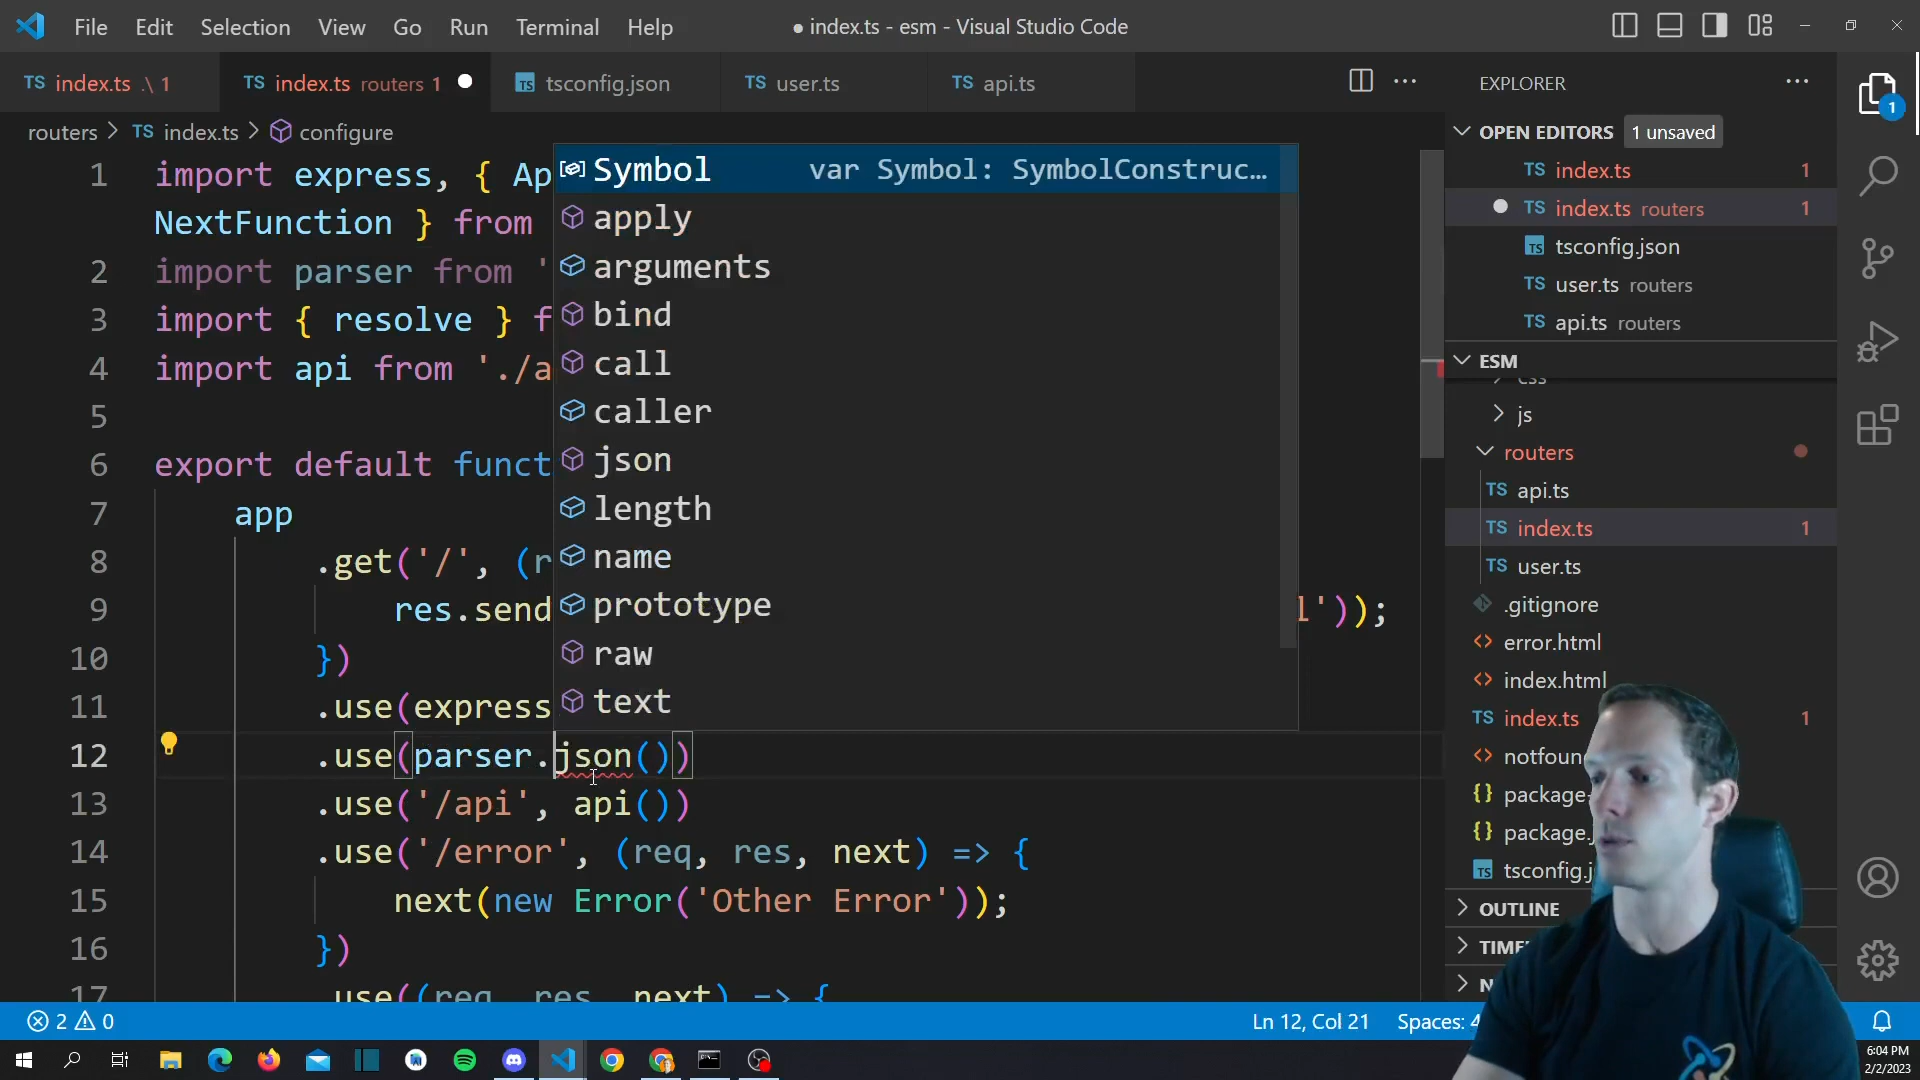 File Edit Selection View Go Run Terminal Help
● index.ts - esm - Visual Studio Code
TS index.ts .\ 1
TS index.ts routers 1
tsconfig.json
TS user.ts
TS api.ts
routers > TS index.ts > configure
1 import express, { Ap
NextFunction } from
2 import parser from '
3 import { resolve } f
4 import api from './a
5
6 export default funct
7 app
8 .get('/', (r
9 res.send l'));
10 })
11 .use(express
12 .use(parser.json())
13 .use('/api', api())
14 .use('/error', (req, res, next) => {
15 next(new Error('Other Error'));
16 })
17 .use((req, res, next) => {
Symbol var Symbol: SymbolConstruc…
apply
arguments
bind
call
caller
json
length
name
prototype
raw
text
EXPLORER
OPEN EDITORS 1 unsaved
TS index.ts 1
TS index.ts routers 1
TS tsconfig.json
TS user.ts routers
TS api.ts routers
ESM
css
js
routers
TS api.ts
TS index.ts 1
TS user.ts
.gitignore
error.html
index.html
TS index.ts 1
notfoun
package-
package.j
TS tsconfig.j
OUTLINE
TIME
N
1
2 0
Ln 12, Col 21 Spaces: 4
6:04 PM
2/2/2023